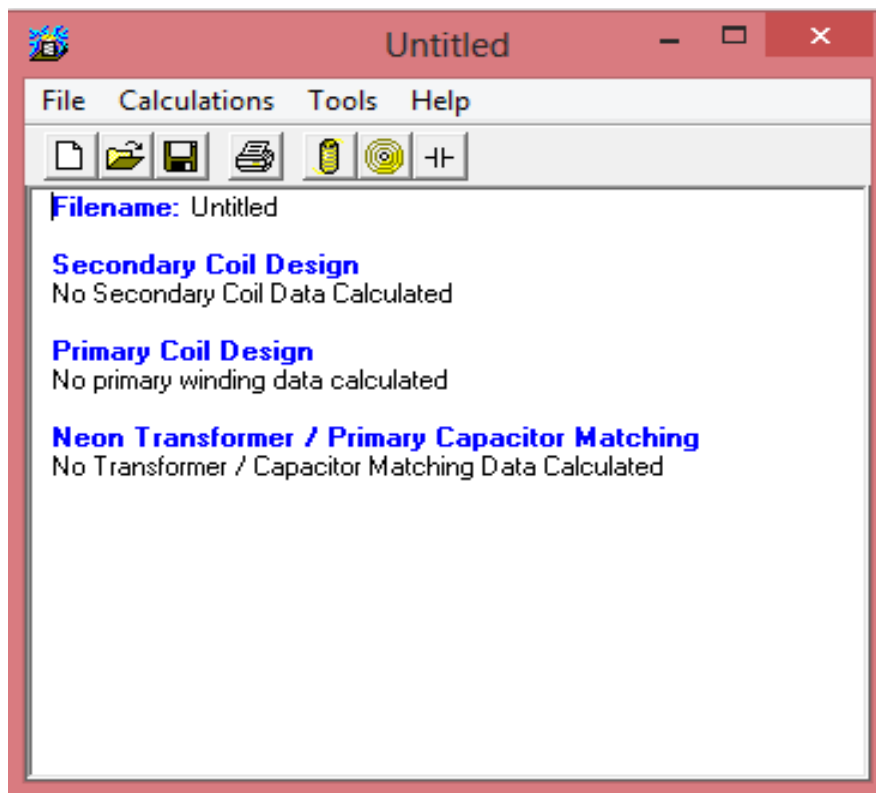 Untitled
File Calculations Tools Help
Filename: Untitled
Secondary Coil Design
No Secondary Coil Data Calculated
Primary Coil Design
No primary winding data calculated
Neon Transformer / Primary Capacitor Matching
No Transformer / Capacitor Matching Data Calculated